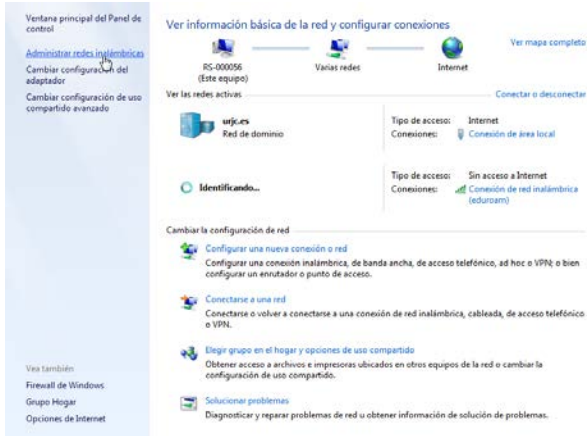 Ventana principal del Panel de
control
Administrar redes inalámbricas
Cambiar configuración del
adaptador
Cambiar configuración de uso
compartido avanzado
Ver información básica de la red y configurar conexiones
Ver mapa completo
RS-000056
(Este equipo)
Varias redes
Internet
Ver las redes activas
Conectar o desconectar
urjc.es
Red de dominio
Tipo de acceso: Internet
Conexiones: Conexión de área local
Identificando...
Tipo de acceso: Sin acceso a Internet
Conexiones: Conexión de red inalámbrica
(eduroam)
Cambiar la configuración de red
Configurar una nueva conexión o red
Configurar una conexión inalámbrica, de banda ancha, de acceso telefónico, ad hoc o VPN; o bien
configurar un enrutador o punto de acceso.
Conectarse a una red
Conectarse o volver a conectarse a una conexión de red inalámbrica, cableada, de acceso telefónico
o VPN.
Elegir grupo en el hogar y opciones de uso compartido
Obtener acceso a archivos e impresoras ubicados en otros equipos de la red o cambiar la
configuración de uso compartido.
Solucionar problemas
Diagnosticar y reparar problemas de red u obtener información de solución de problemas.
Vea también
Firewall de Windows
Grupo Hogar
Opciones de Internet